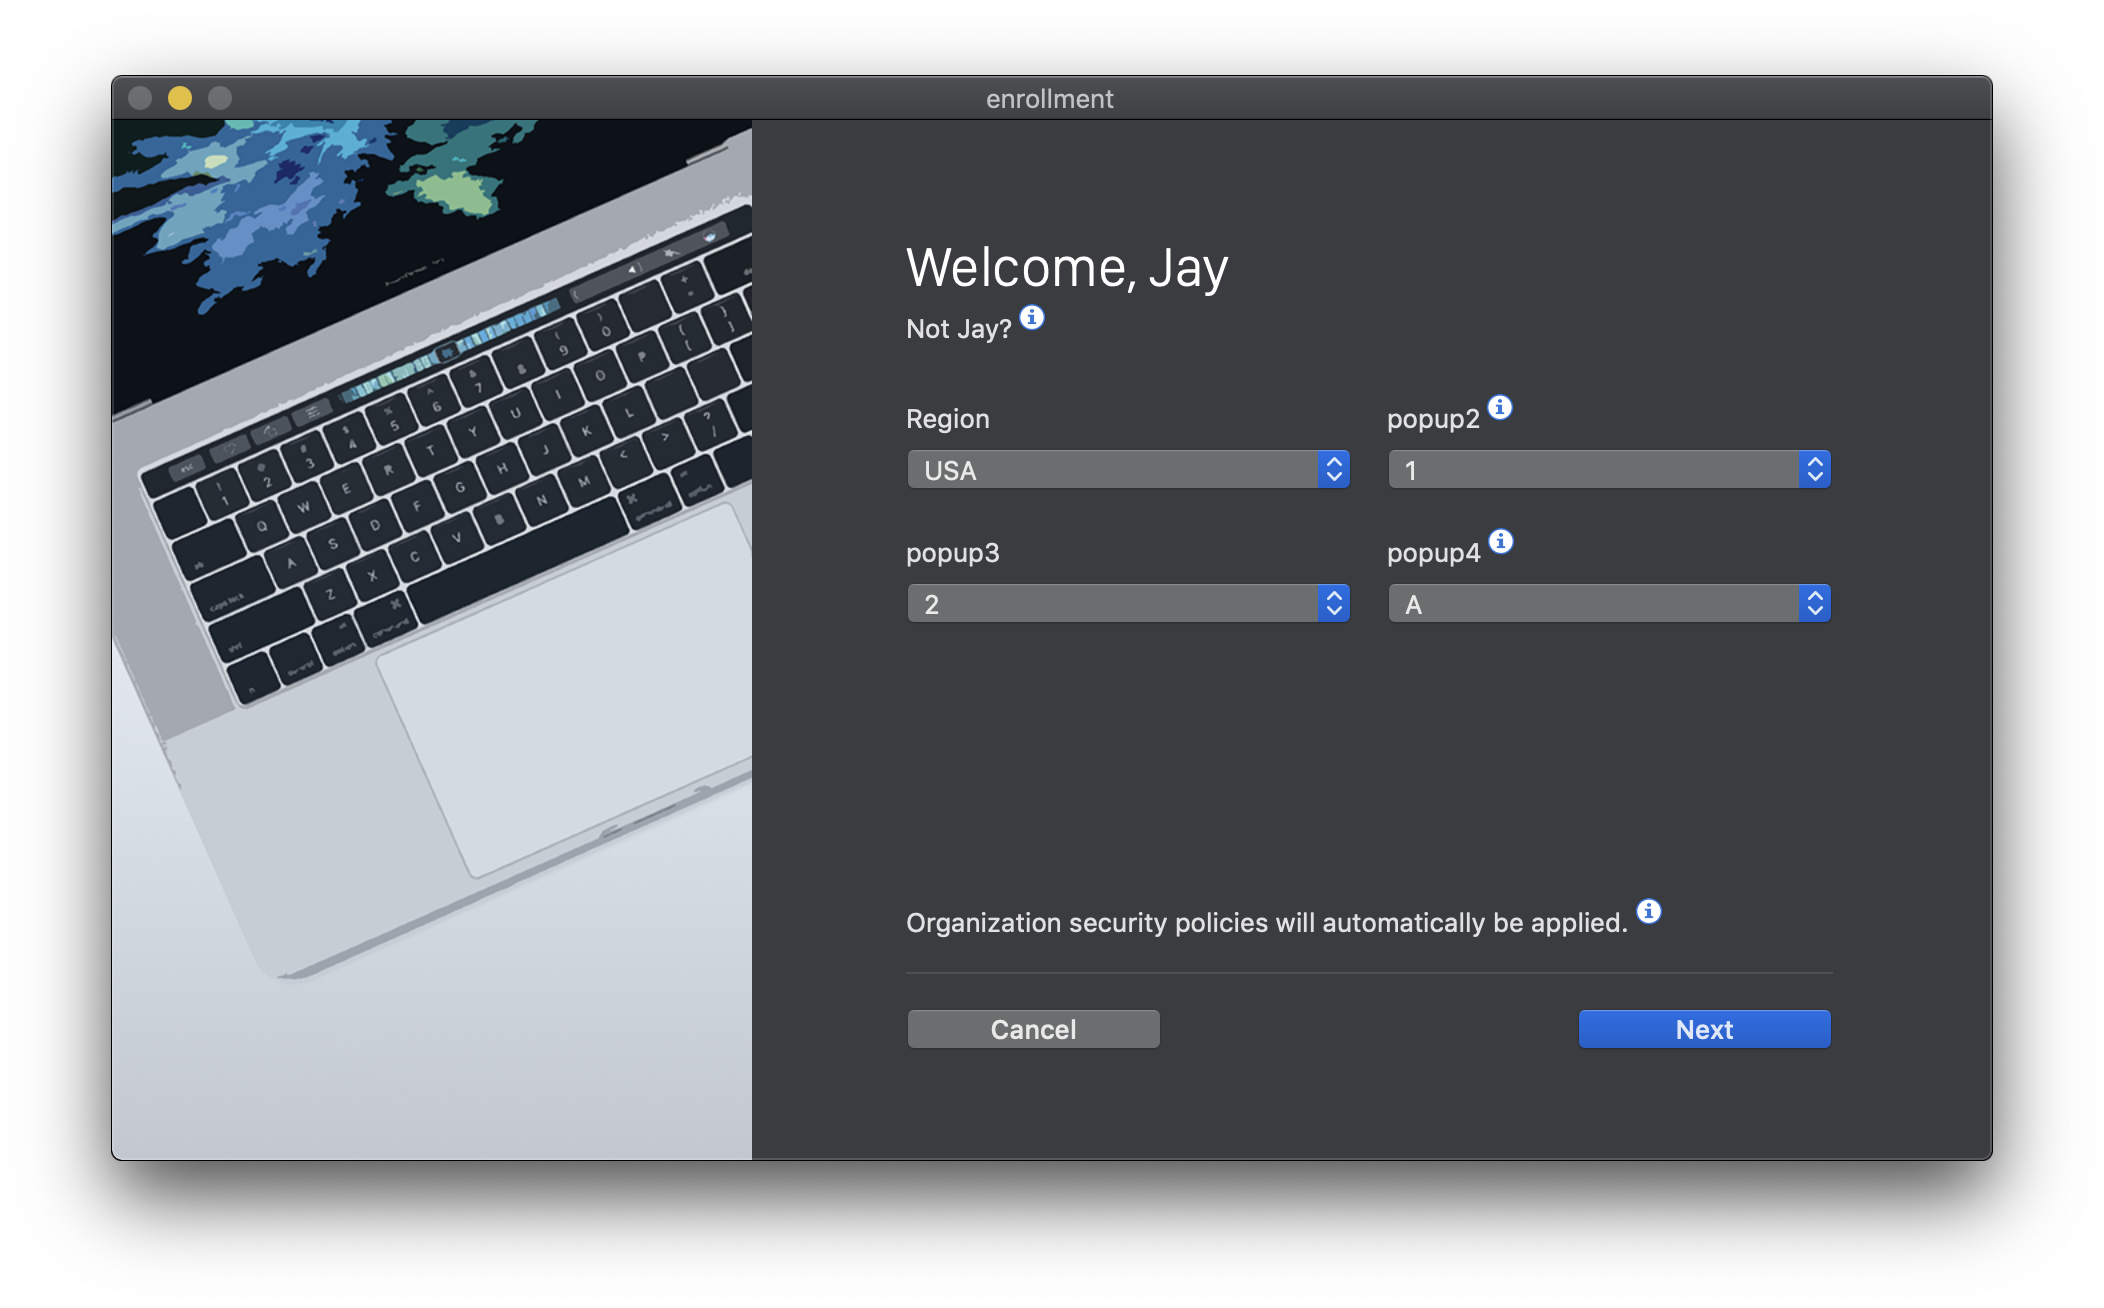 enrollment
Welcome, Jay
Not Jay?
Region
popup2
USA
1
popup3
popup4
2
A
Organization security policies will automatically be applied.
Cancel
Next